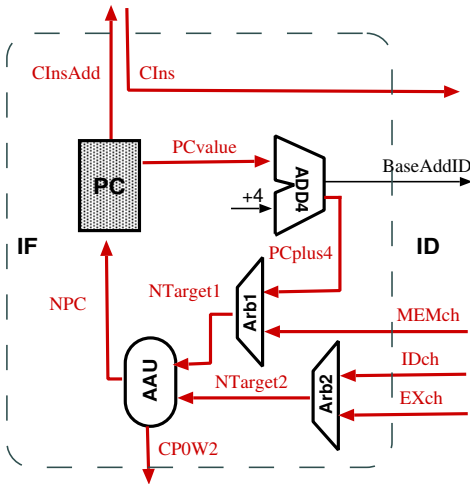 CInsAdd
CIns
PCvalue
BaseAddID
PC
ADD4
+4
IF
ID
PCplus4
NPC
NTarget1
Arb1
MEMch
AAU
NTarget2
Arb2
IDch
EXch
CP0W2